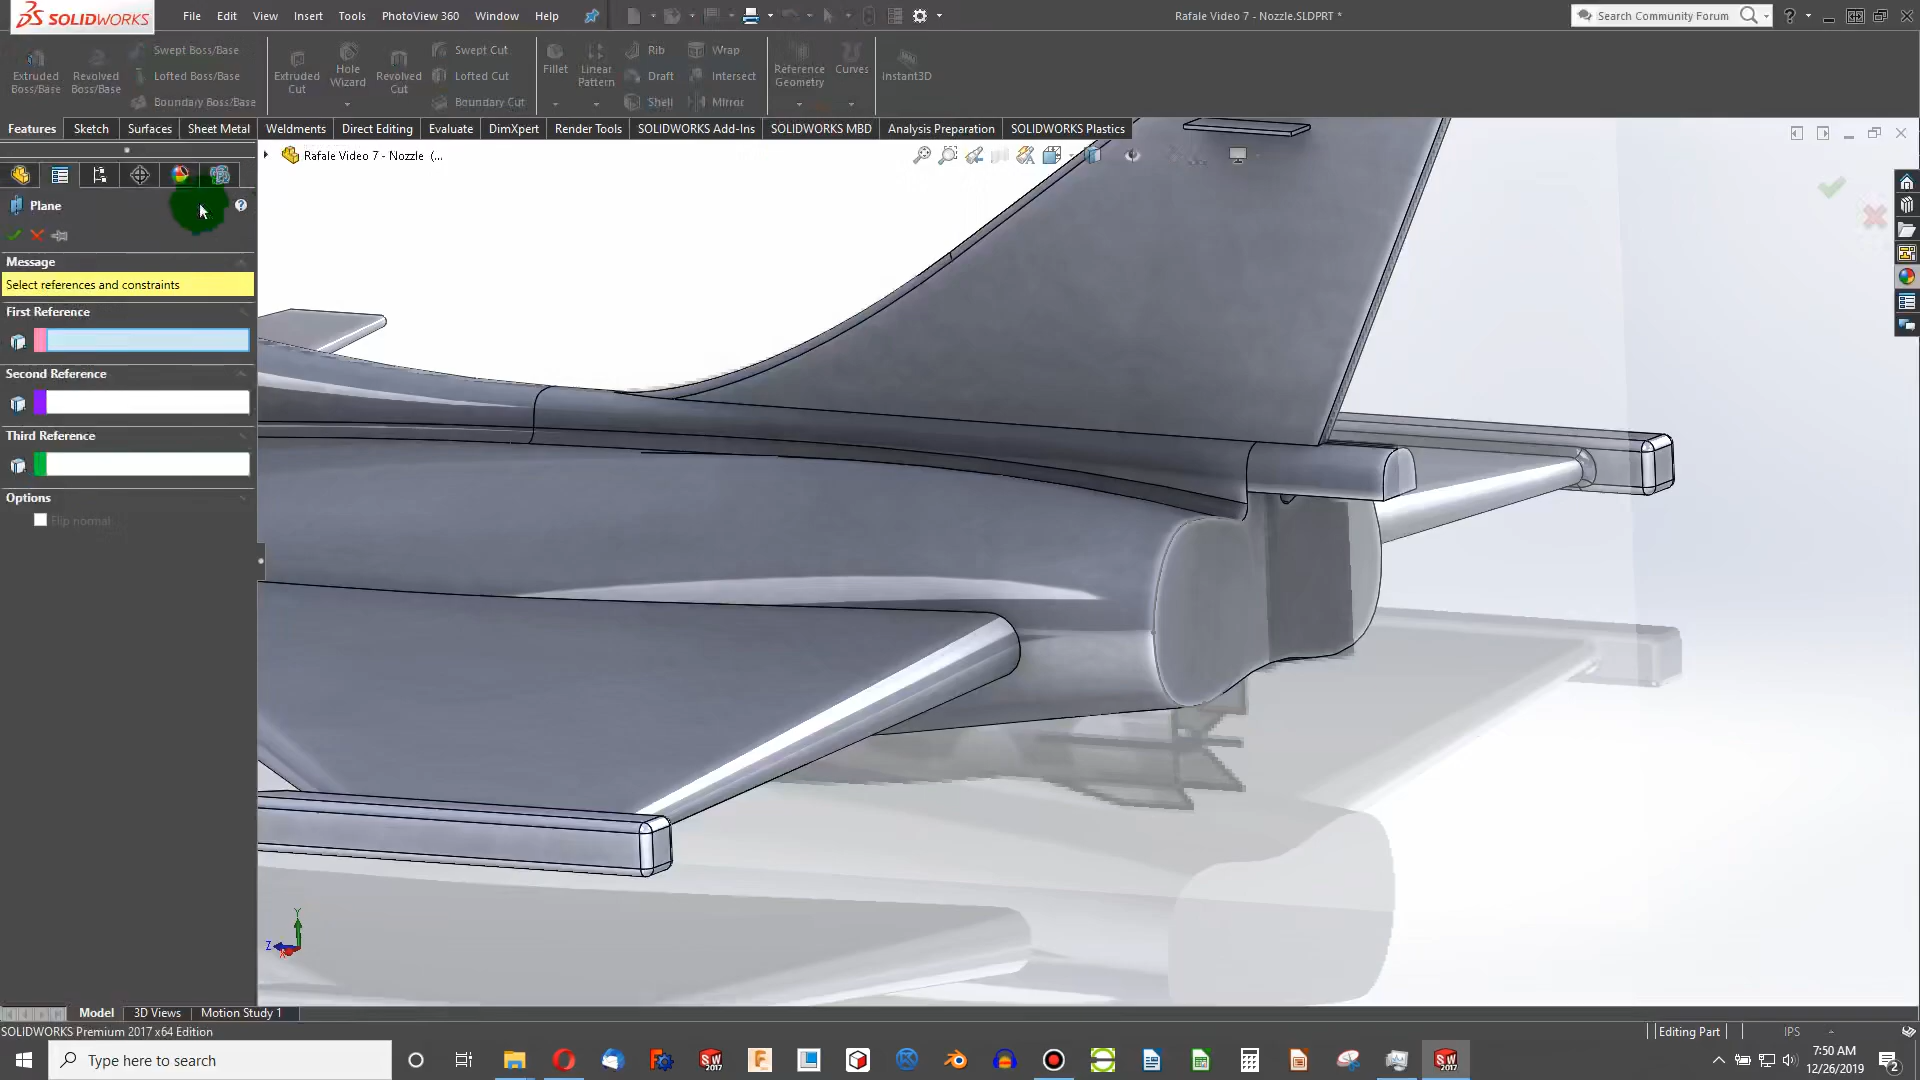 SOLIDWORKS
File Edit View Insert Tools PhotoView 360 Window Help
Rafale Video 7 - Nozzle.SLDPRT *
Search Community Forum
Extruded Boss/Base
Revolved Boss/Base
Swept Boss/Base
Lofted Boss/Base
Boundary Boss/Base
Extruded Cut
Hole Wizard
Revolved Cut
Swept Cut
Lofted Cut
Boundary Cut
Fillet
Linear Pattern
Rib
Draft
Shell
Wrap
Intersect
Mirror
Reference Geometry
Curves
Instant3D
Features Sketch Surfaces Sheet Metal Weldments Direct Editing Evaluate DimXpert Render Tools SOLIDWORKS Add-Ins SOLIDWORKS MBD Analysis Preparation SOLIDWORKS Plastics
Rafale Video 7 - Nozzle (...
Plane
Message
Select references and constraints
First Reference
Second Reference
Third Reference
Options
Flip normal
Y
Z
X
Model 3D Views Motion Study 1
SOLIDWORKS Premium 2017 x64 Edition
Editing Part
IPS
Type here to search
SW 2017
SW 2017
7:50 AM
12/26/2019
2